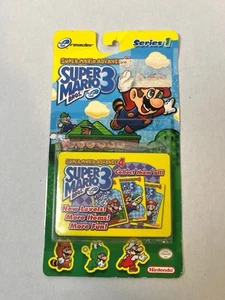 e-reader
Series 1
SUPER MARIO ADVANCE 4
SUPER
MARIO
BROS. 3
SUPER MARIO ADVANCE 4
SUPER
MARIO
BROS. 3
Collect them all!
New Levels!
More Items!
More Fun!
Nintendo